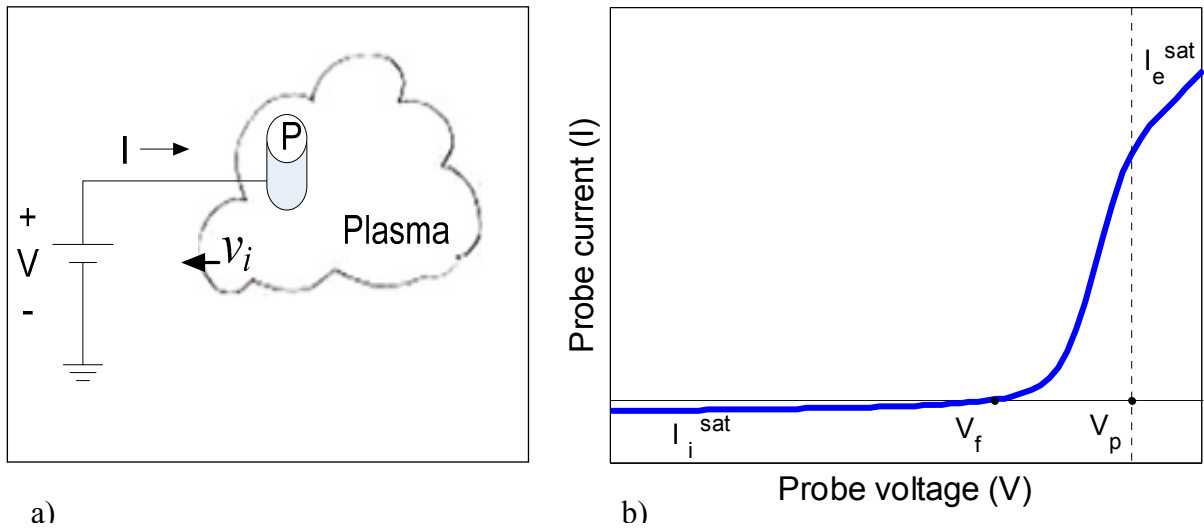 P
I
+
V
-
Plasma
v_i
a)
Probe current (I)
I_e^sat
I_i^sat
V_f
V_p
Probe voltage (V)
b)